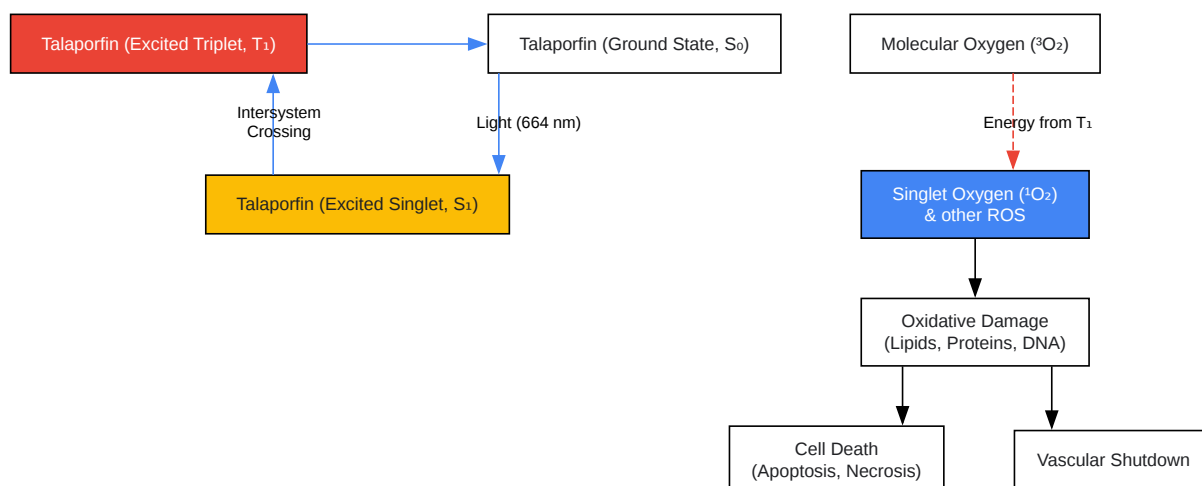 Talaporfin (Excited Triplet, T₁)
Talaporfin (Ground State, S₀)
Molecular Oxygen (³O₂)
Intersystem
Crossing
Light (664 nm)
Energy from T₁
Talaporfin (Excited Singlet, S₁)
Singlet Oxygen (¹O₂)
& other ROS
Oxidative Damage
(Lipids, Proteins, DNA)
Cell Death
(Apoptosis, Necrosis)
Vascular Shutdown